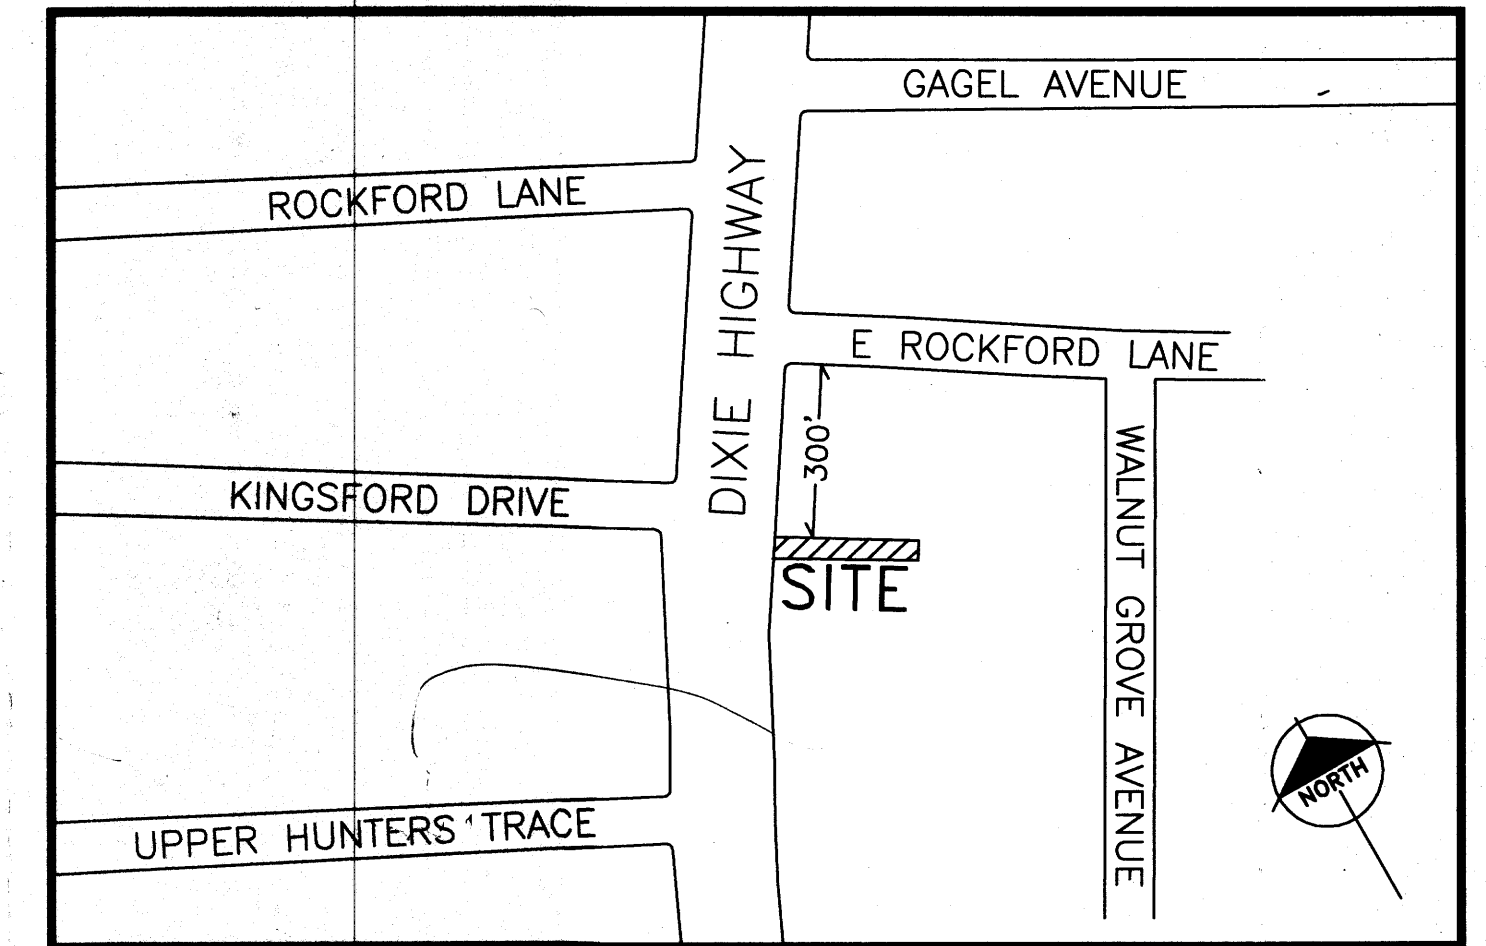 GAGEL AVENUE
ROCKFORD LANE
DIXIE HIGHWAY
E ROCKFORD LANE
300'
KINGSFORD DRIVE
SITE
WALNUT GROVE AVENUE
NORTH
UPPER HUNTERS TRACE